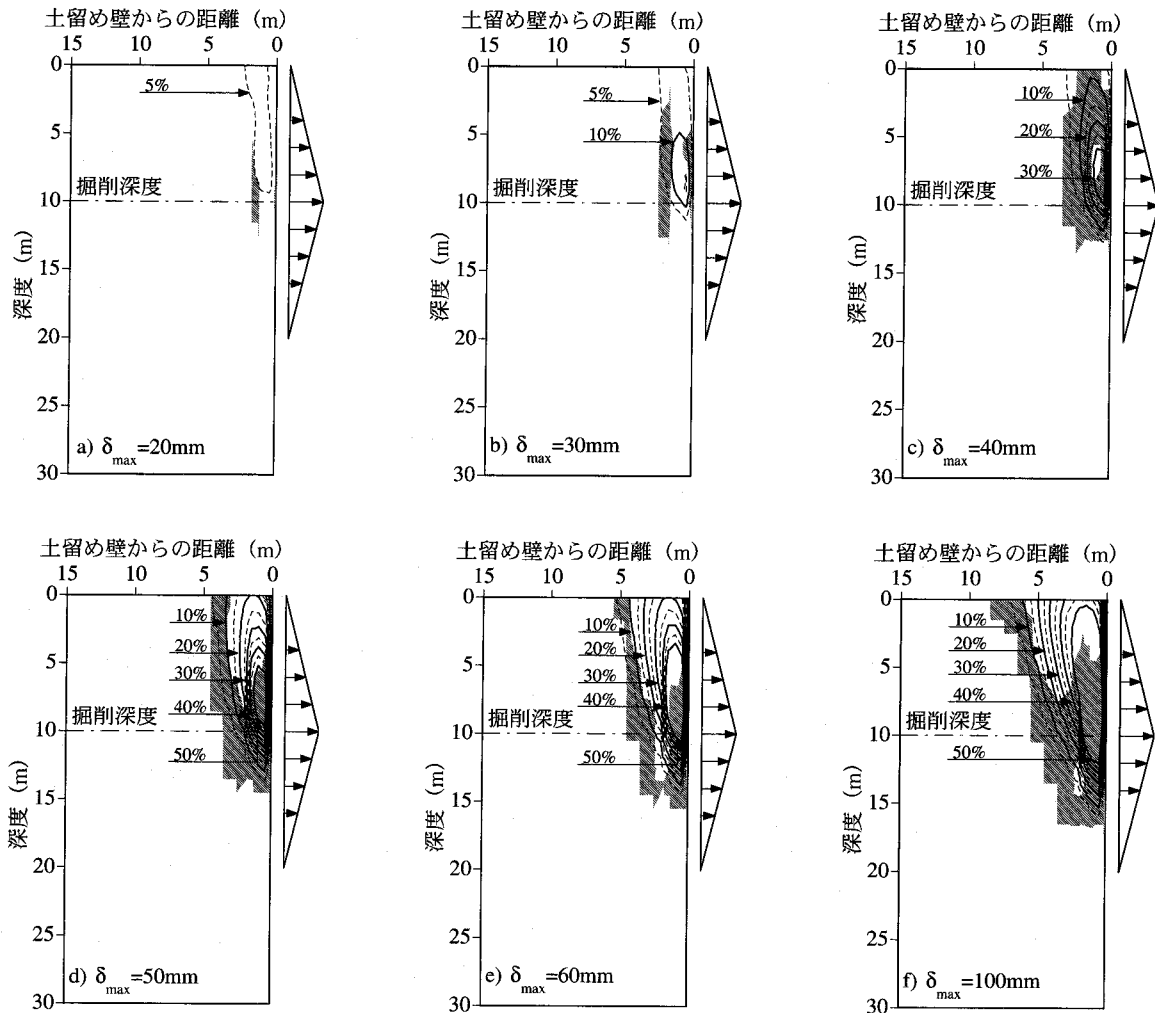 土留め壁からの距離 (m)
15 10 5 0
0
5
10
15
20
25
30
深度 (m)
5%
掘削深度
a) δmax=20mm
土留め壁からの距離 (m)
15 10 5 0
0
5
10
15
20
25
30
深度 (m)
5%
10%
掘削深度
b) δmax=30mm
土留め壁からの距離 (m)
15 10 5 0
0
5
10
15
20
25
30
深度 (m)
10%
20%
30%
掘削深度
c) δmax=40mm
土留め壁からの距離 (m)
15 10 5 0
0
5
10
15
20
25
30
深度 (m)
10%
20%
30%
40%
掘削深度
50%
d) δmax=50mm
土留め壁からの距離 (m)
15 10 5 0
0
5
10
15
20
25
30
深度 (m)
10%
20%
30%
40%
掘削深度
50%
e) δmax=60mm
土留め壁からの距離 (m)
15 10 5 0
0
5
10
15
20
25
30
深度 (m)
10%
20%
30%
40%
掘削深度
50%
f) δmax=100mm